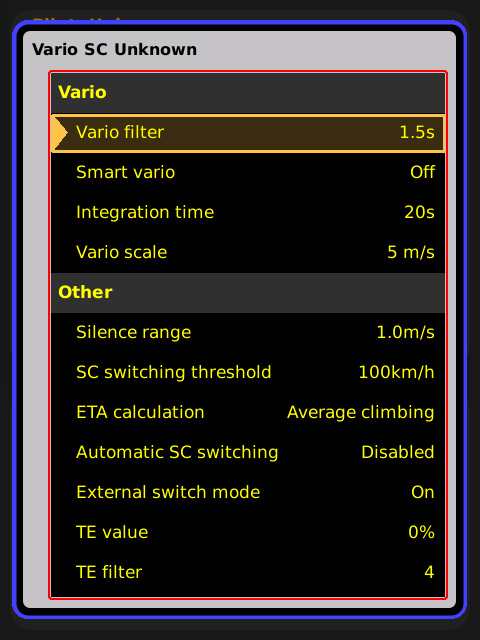 Vario SC Unknown
Vario
Vario filter 1.5s
Smart vario Off
Integration time 20s
Vario scale 5 m/s
Other
Silence range 1.0m/s
SC switching threshold 100km/h
ETA calculation Average climbing
Automatic SC switching Disabled
External switch mode On
TE value 0%
TE filter 4